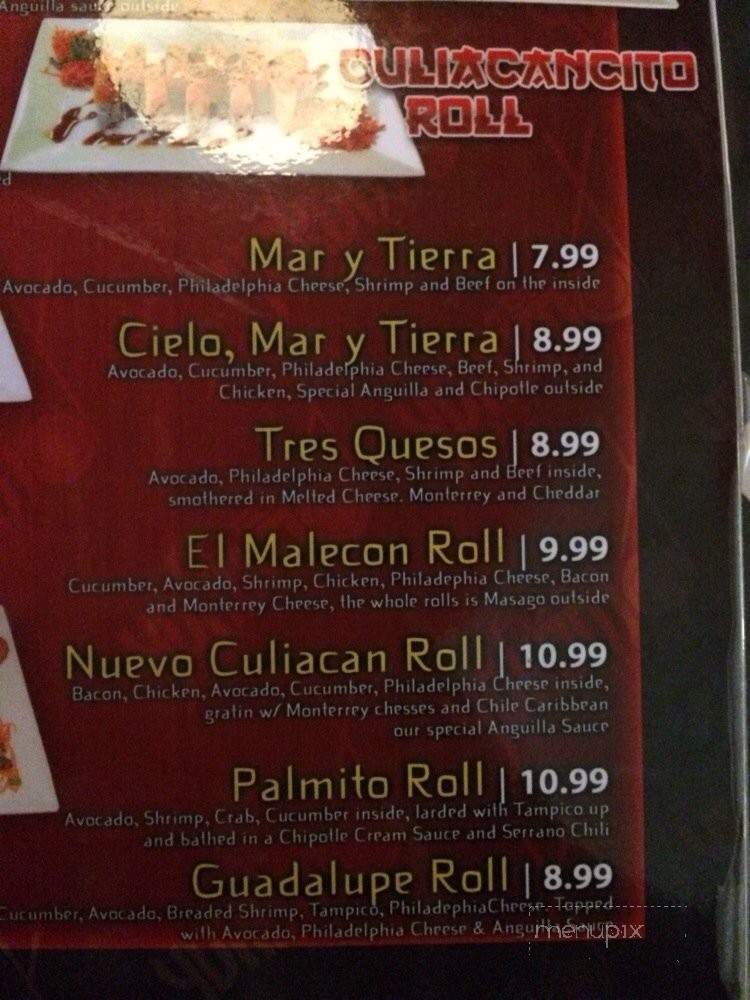 Anguilla sauce outside
CULIACANCITO
ROLL
Mar y Tierra | 7.99
Avocado, Cucumber, Philadelphia Cheese, Shrimp and Beef on the inside
Cielo, Mar y Tierra | 8.99
Avocado, Cucumber, Philadelphia Cheese, Beef, Shrimp, and
Chicken, Special Anguilla and Chipotle outside
Tres Quesos | 8.99
Avocado, Philadelphia Cheese, Shrimp and Beef inside,
smothered in Melted Cheese. Monterrey and Cheddar
El Malecon Roll | 9.99
Cucumber, Avocado, Shrimp, Chicken, Philadephia Cheese, Bacon
and Monterrey Cheese, the whole rolls is Masago outside
Nuevo Culiacan Roll | 10.99
Bacon, Chicken, Avocado, Cucumber, Philadelphia Cheese inside,
gratin w/ Monterrey chesses and Chile Caribbean
our special Anguilla Sauce
Palmito Roll | 10.99
Avocado, Shrimp, Crab, Cucumber inside, larded with Tampico up
and bathed in a Chipotle Cream Sauce and Serrano Chili
Guadalupe Roll | 8.99
Cucumber, Avocado, Breaded Shrimp, Tampico, PhiladephiaCheese Topped
with Avocado, Philadelphia Cheese & Anguilla Sauce
menupix